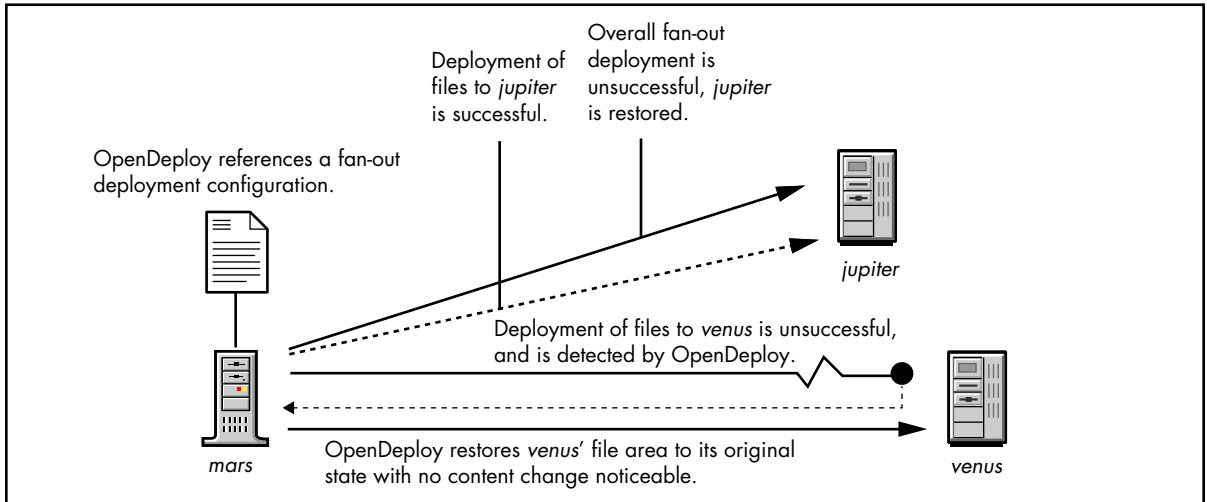 Overall fan-out
deployment is
unsuccessful, jupiter
is restored.
Deployment of
files to jupiter
is successful.
OpenDeploy references a fan-out
deployment configuration.
jupiter
Deployment of files to venus is unsuccessful,
and is detected by OpenDeploy.
OpenDeploy restores venus’ file area to its original
state with no content change noticeable.
mars
venus